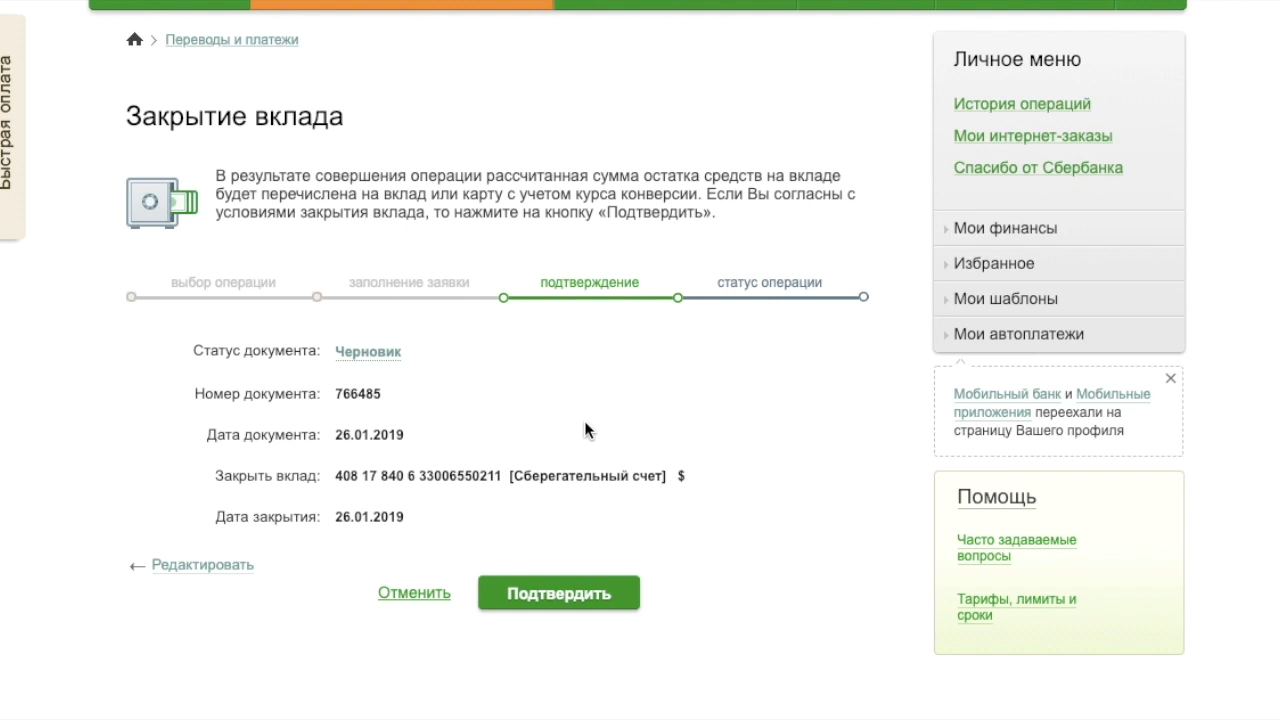 Быстрая оплата
Переводы и платежи
Закрытие вклада
В результате совершения операции рассчитанная сумма остатка средств на вкладе
будет перечислена на вклад или карту с учетом курса конверсии. Если Вы согласны с
условиями закрытия вклада, то нажмите на кнопку «Подтвердить».
выбор операции
заполнение заявки
подтверждение
статус операции
Статус документа: Черновик
Номер документа: 766485
Дата документа: 26.01.2019
Закрыть вклад: 408 17 840 6 33006550211 [Сберегательный счет] $
Дата закрытия: 26.01.2019
← Редактировать
Отменить
Подтвердить
Личное меню
История операций
Мои интернет-заказы
Спасибо от Сбербанка
Мои финансы
Избранное
Мои шаблоны
Мои автоплатежи
Мобильный банк и Мобильные
приложения переехали на
страницу Вашего профиля
Помощь
Часто задаваемые
вопросы
Тарифы, лимиты и
сроки